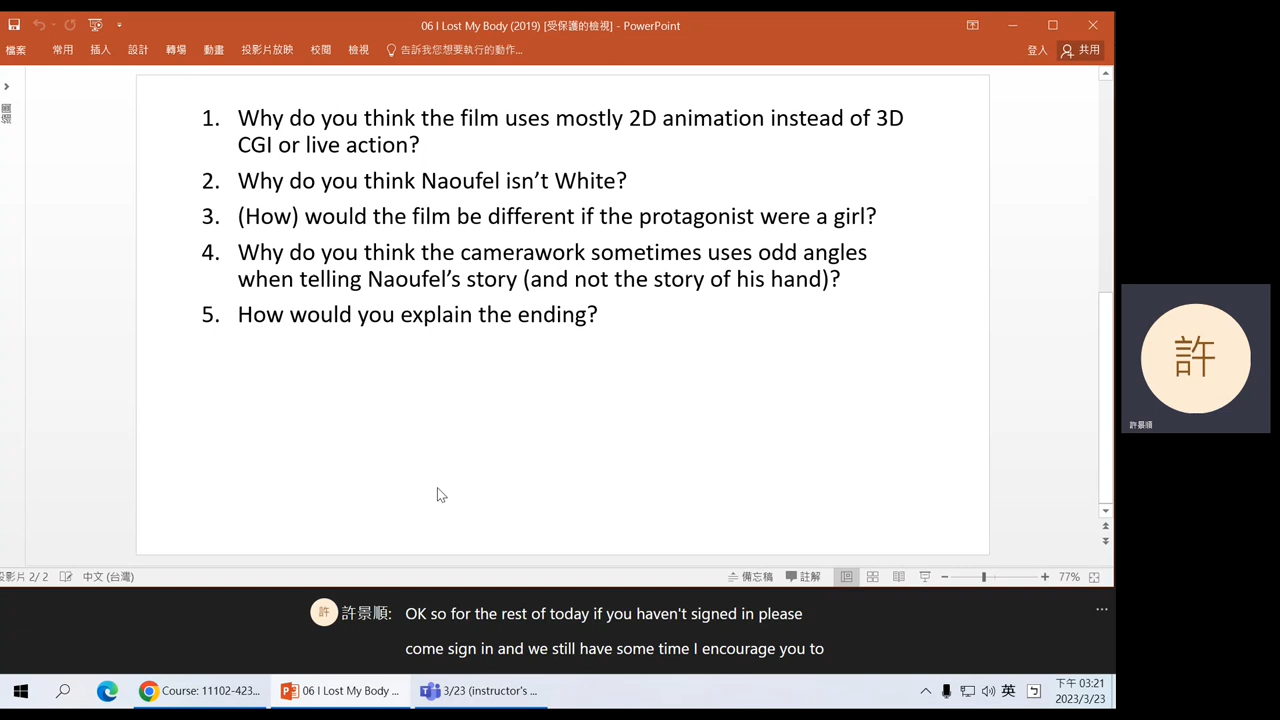 06 I Lost My Body (2019) [受保護的檢視] - PowerPoint
檔案 常用 插入 設計 轉場 動畫 投影片放映 校閱 檢視 告訴我您想要執行的動作... 登入 共用
1. Why do you think the film uses mostly 2D animation instead of 3D
CGI or live action?
2. Why do you think Naoufel isn’t White?
3. (How) would the film be different if the protagonist were a girl?
4. Why do you think the camerawork sometimes uses odd angles
when telling Naoufel’s story (and not the story of his hand)?
5. How would you explain the ending?
許
許景順
投影片 2/2 中文 (台灣) 備忘稿 註解 77%
許 許景順: OK so for the rest of today if you haven't signed in please
come sign in and we still have some time I encourage you to
Course: 11102-423... 06 I Lost My Body ... 3/23 (instructor's ... 英 下午 03:21
2023/3/23